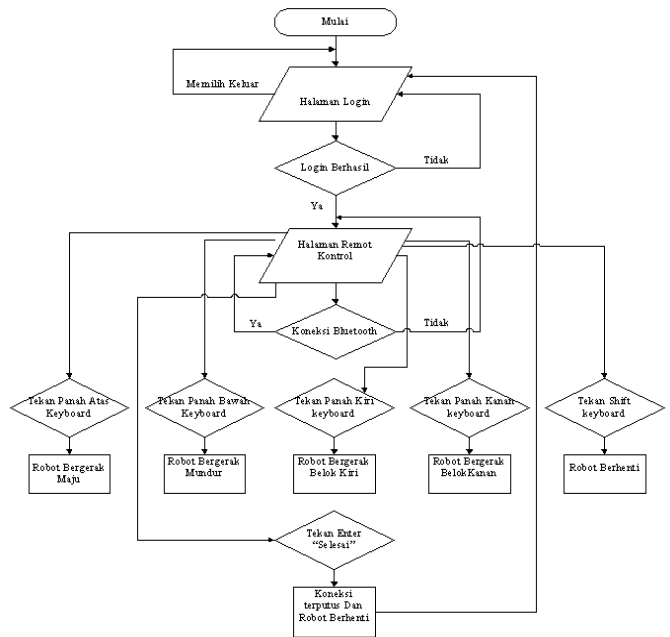 Mulai
Memilih Keluar
Halaman Login
Login Berhasil
Tidak
Ya
Halaman Remot
Kontrol
Ya
Koneksi Bluetooth
Tidak
Tekan Panah Atas
Keyboard
Tekan Panah Bawah
Keyboard
Tekan Panah Kiri
keyboard
Tekan Panah Kanan
keyboard
Tekan Shift
keyboard
Robot Bergerak
Maju
Robot Bergerak
Mundur
Robot Bergerak
Belok Kiri
Robot Bergerak
BelokKanan
Robot Berhenti
Tekan Enter
“Selesai”
Koneksi
terputus Dan
Robot Berhenti